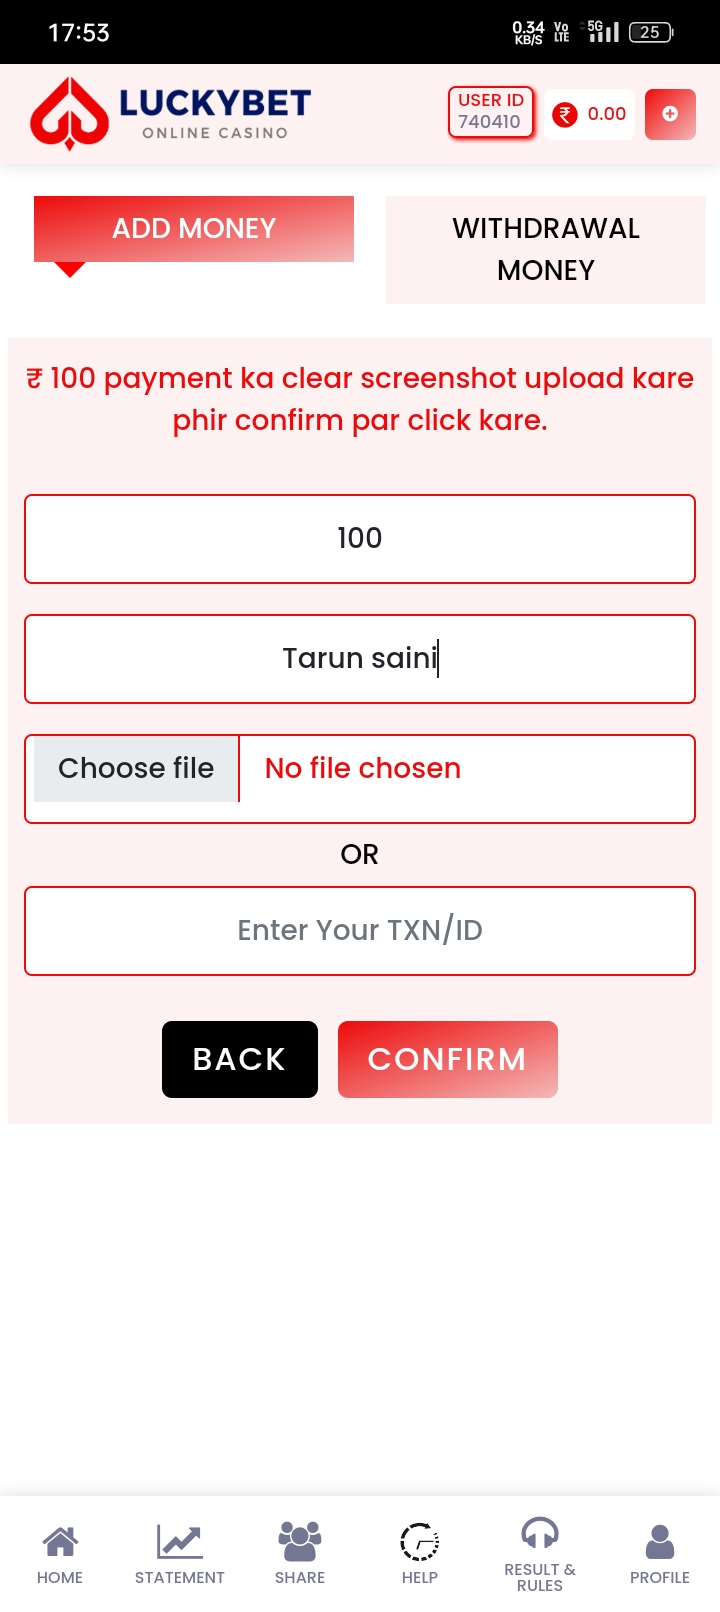 17:53
0.34 KB/S Vo LTE 5G 25
LUCKYBET
ONLINE CASINO
USER ID
740410
₹ 0.00
ADD MONEY
WITHDRAWAL
MONEY
₹ 100 payment ka clear screenshot upload kare
phir confirm par click kare.
100
Tarun saini
Choose file No file chosen
OR
Enter Your TXN/ID
BACK CONFIRM
HOME STATEMENT SHARE HELP RESULT & RULES PROFILE